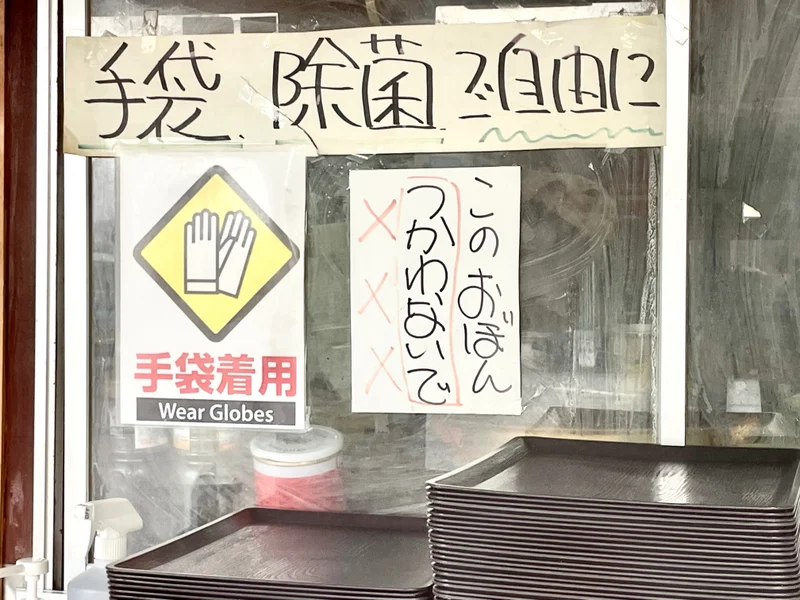 手袋、除菌ご自由に
手袋着用
Wear Globes
このおぼん
つかわないで
×××